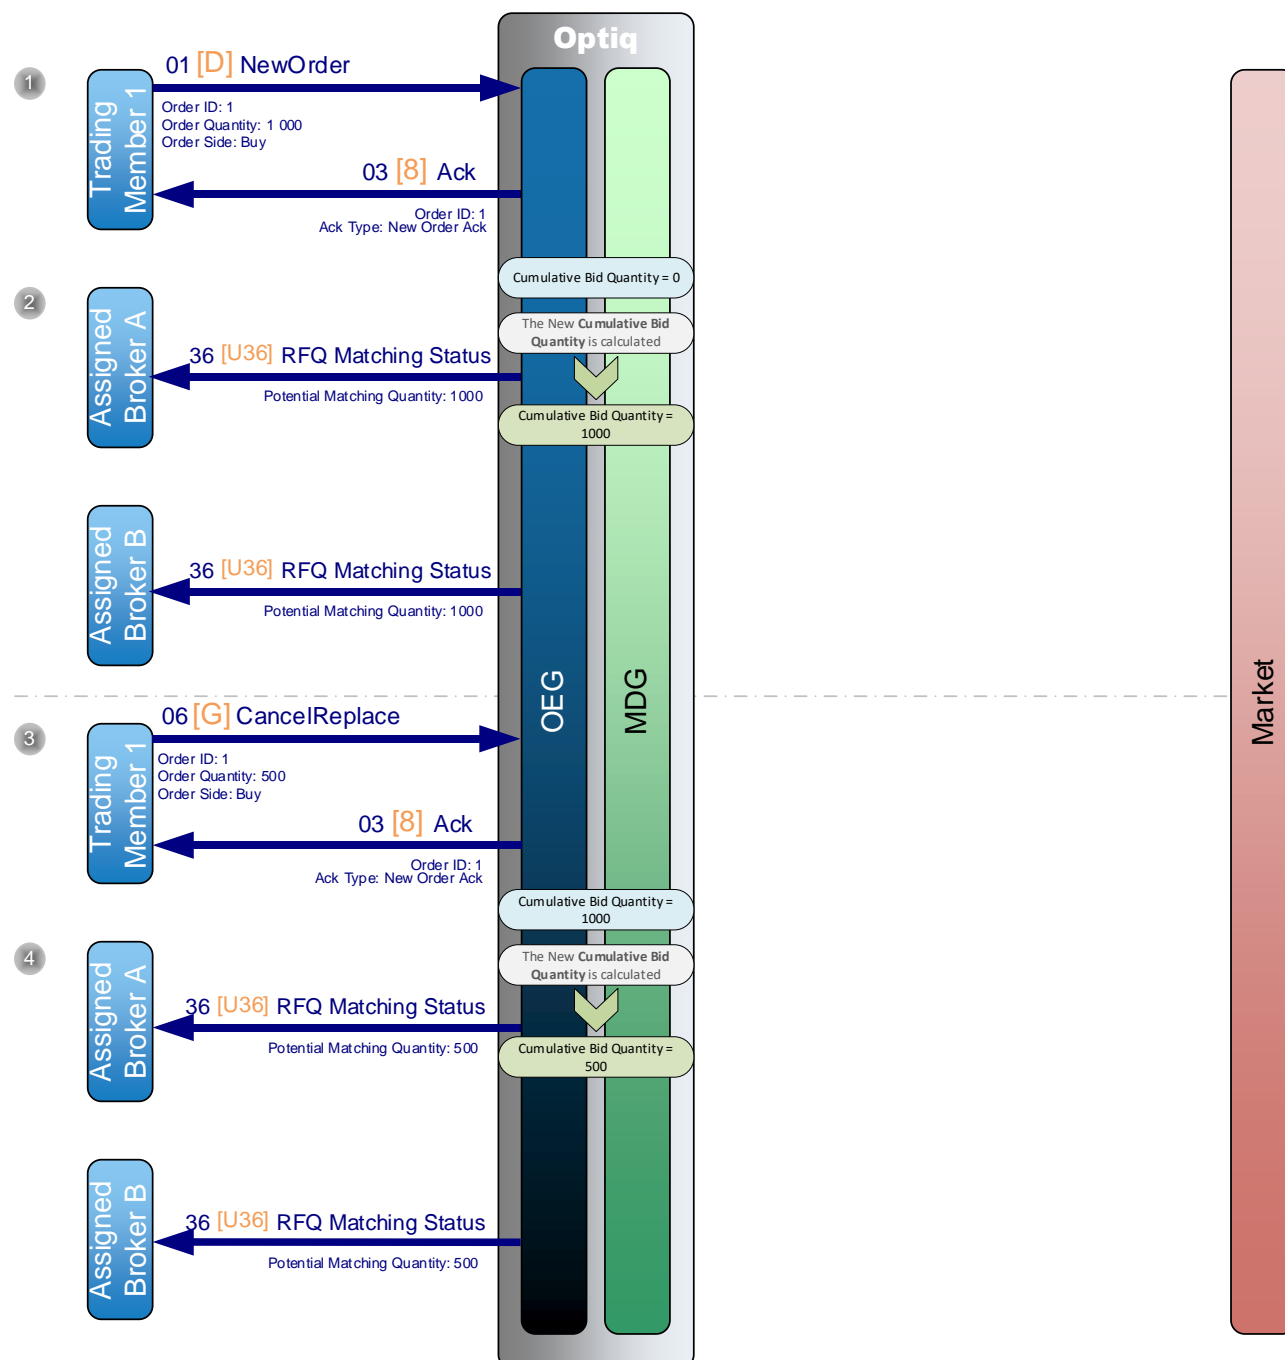 Optiq
1
01 [D] NewOrder
Trading
Member 1
Order ID: 1
Order Quantity: 1 000
Order Side: Buy
03 [8] Ack
Order ID: 1
Ack Type: New Order Ack
Cumulative Bid Quantity = 0
2
Assigned
Broker A
The New Cumulative Bid
Quantity is calculated
36 [U36] RFQ Matching Status
Potential Matching Quantity: 1000
Cumulative Bid Quantity =
1000
Assigned
Broker B
36 [U36] RFQ Matching Status
Potential Matching Quantity: 1000
OEG
MDG
Market
3
06 [G] CancelReplace
Trading
Member 1
Order ID: 1
Order Quantity: 500
Order Side: Buy
03 [8] Ack
Order ID: 1
Ack Type: New Order Ack
Cumulative Bid Quantity =
1000
4
Assigned
Broker A
The New Cumulative Bid
Quantity is calculated
36 [U36] RFQ Matching Status
Potential Matching Quantity: 500
Cumulative Bid Quantity =
500
Assigned
Broker B
36 [U36] RFQ Matching Status
Potential Matching Quantity: 500